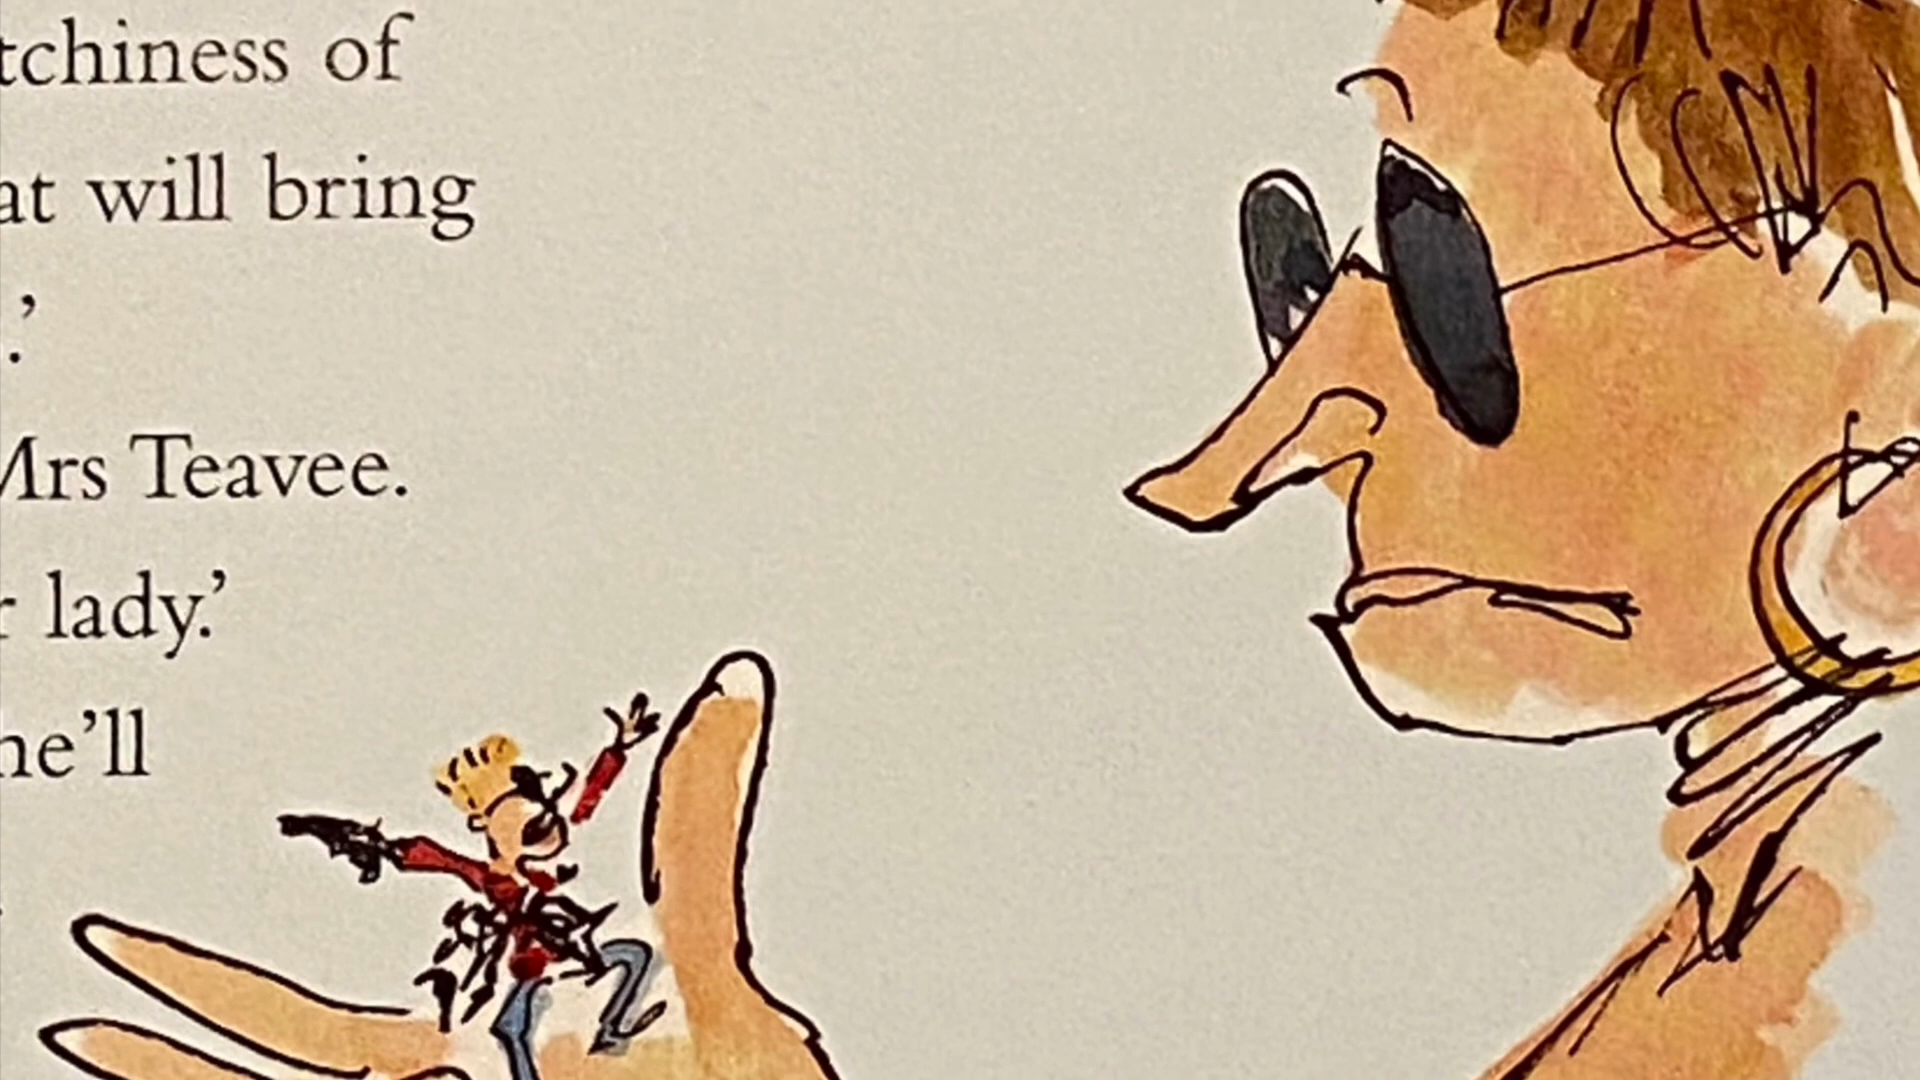 tchiness of
at will bring
.’
Mrs Teavee.
r lady.’
he’ll